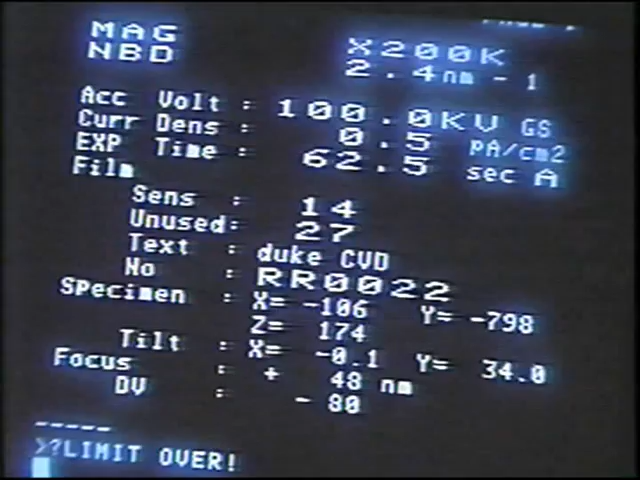 MAG X200K
NBD 2.4nm - 1
Acc Volt : 100.0KV GS
Curr Dens : 0.5 pA/cm2
EXP Time : 62.5 sec A
Film
Sens : 14
Unused: 27
Text : duke CVD
No : RR0022
Specimen : X= -106 Y= -798
Z= 174
Tilt : X= -0.1 Y= 34.0
Focus : + 48 nm
DV : - 80
-----
>?LIMIT OVER!